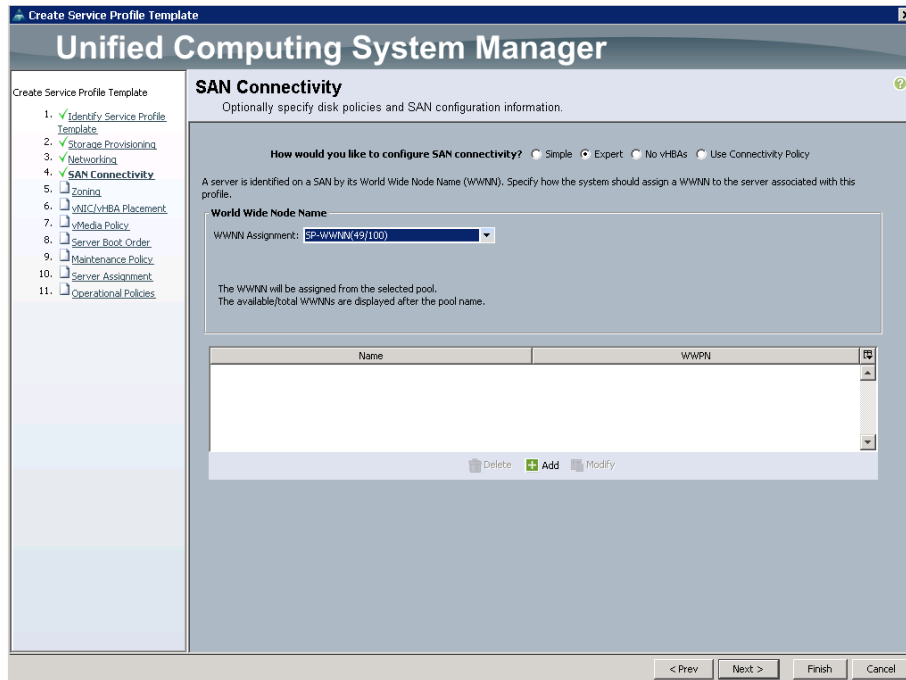 Create Service Profile Template
Unified Computing System Manager
Create Service Profile Template
1. Identify Service Profile
Template
2. Storage Provisioning
3. Networking
4. SAN Connectivity
5. Zoning
6. vNIC/vHBA Placement
7. vMedia Policy
8. Server Boot Order
9. Maintenance Policy
10. Server Assignment
11. Operational Policies
SAN Connectivity
Optionally specify disk policies and SAN configuration information.
How would you like to configure SAN connectivity? Simple Expert No vHBAs Use Connectivity Policy
A server is identified on a SAN by its World Wide Node Name (WWNN). Specify how the system should assign a WWNN to the server associated with this
profile.
World Wide Node Name
WWNN Assignment: SP-WWNN(49/100)
The WWNN will be assigned from the selected pool.
The available/total WWNNs are displayed after the pool name.
Name WWPN
Delete Add Modify
< Prev Next > Finish Cancel